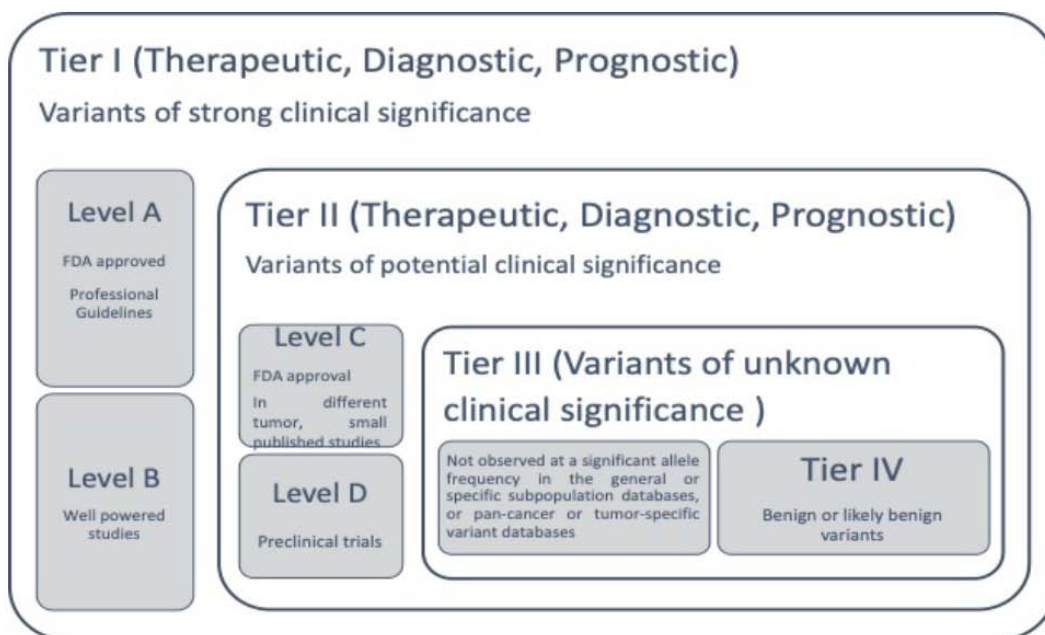 Tier I (Therapeutic, Diagnostic, Prognostic)
Variants of strong clinical significance
Level A
FDA approved
Professional
Guidelines
Level B
Well powered
studies
Tier II (Therapeutic, Diagnostic, Prognostic)
Variants of potential clinical significance
Level C
FDA approval
In different
tumor, small
published studies
Level D
Preclinical trials
Tier III (Variants of unknown
clinical significance )
Not observed at a significant allele
frequency in the general or
specific subpopulation databases,
or pan-cancer or tumor-specific
variant databases
Tier IV
Benign or likely benign
variants